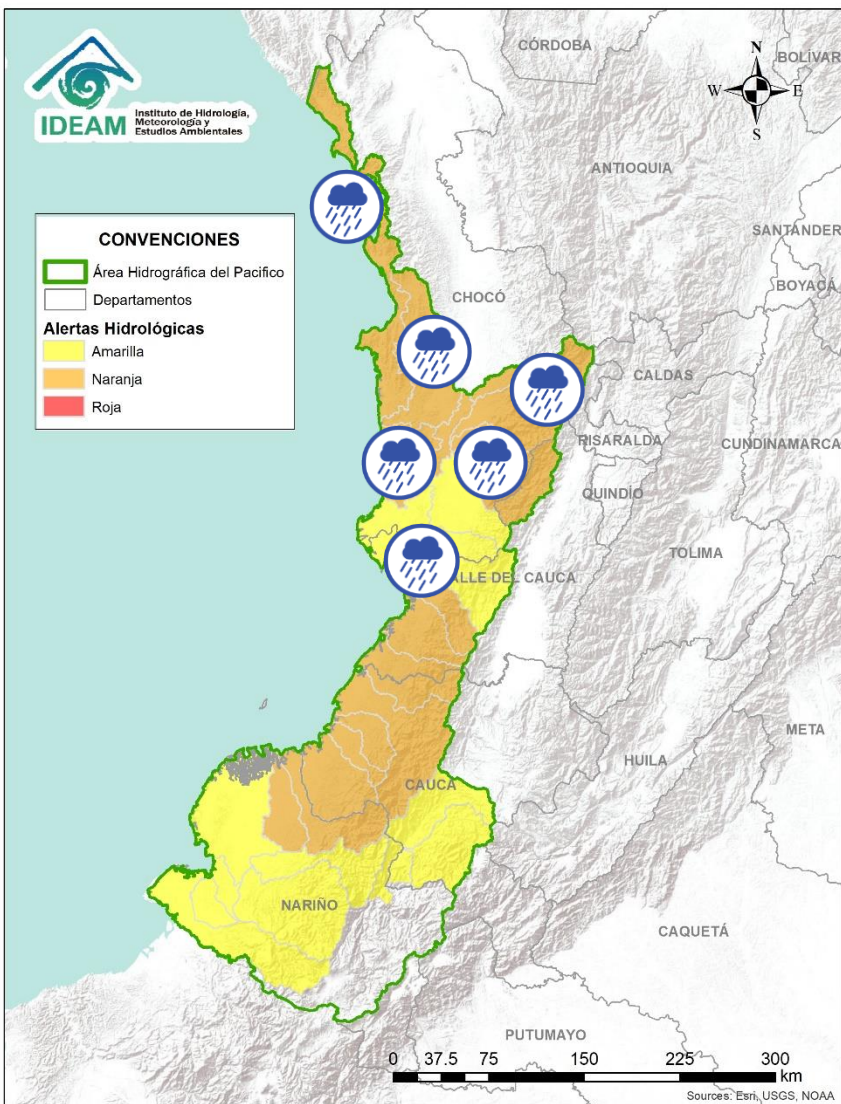 IDEAM
Instituto de Hidrología,
Meteorología y
Estudios Ambientales
CÓRDOBA
BOLÍVAR
N
W
E
S
ANTIOQUIA
SANTÁNDER
BOYACÁ
CONVENCIONES
Área Hidrográfica del Pacifico
Departamentos
Alertas Hidrológicas
Amarilla
Naranja
Roja
CHOCÓ
CALDAS
RISARALDA
CUNDINAMARCA
QUINDÍO
TOLIMA
ALLE DEL CAUCA
META
HUILA
CAUCA
NARIÑO
CAQUETÁ
PUTUMAYO
0 37.5 75 150 225 300
km
Sources: Esri, USGS, NOAA